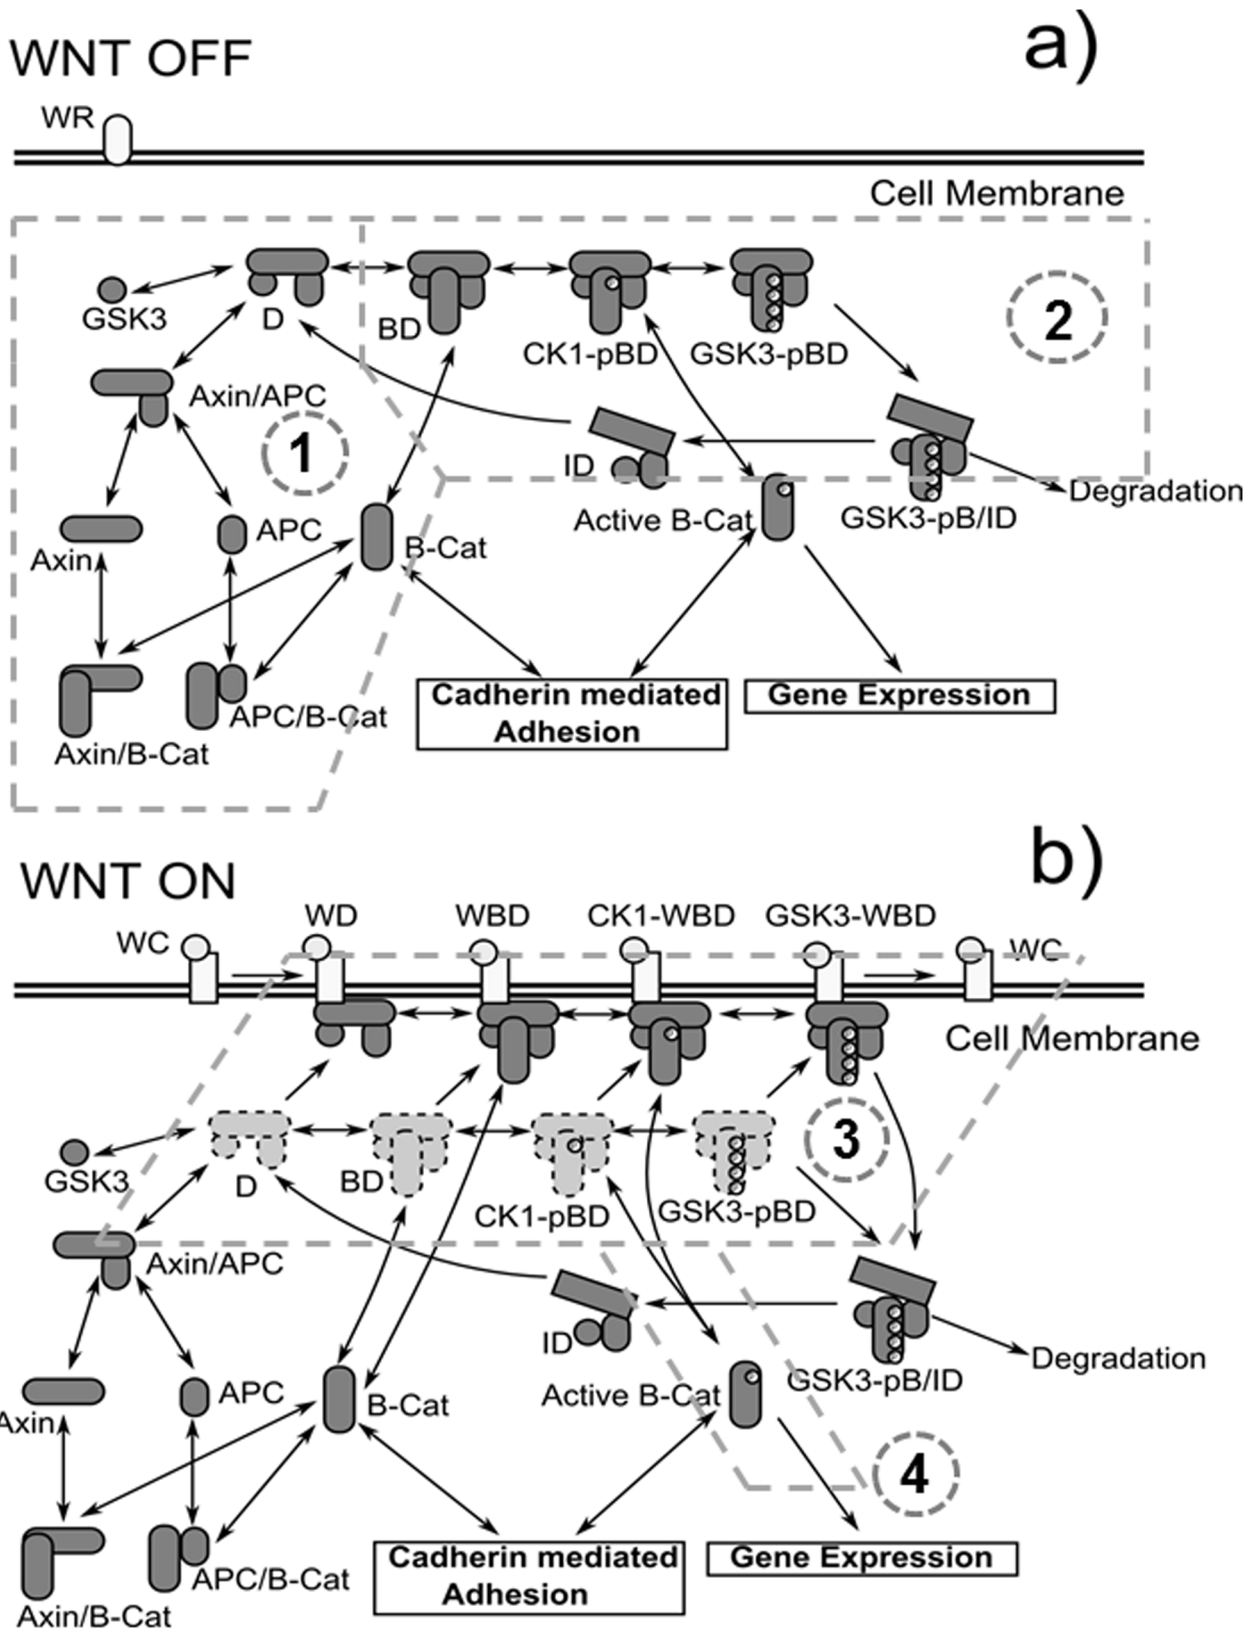 a)
WNT OFF
WR
Cell Membrane
GSK3
D
BD
CK1-pBD
GSK3-pBD
2
Axin/APC
1
ID
Degradation
Axin
APC
B-Cat
Active B-Cat
GSK3-pB/ID
Cadherin mediated
Adhesion
Gene Expression
APC/B-Cat
Axin/B-Cat
b)
WNT ON
WC
WD
WBD
CK1-WBD
GSK3-WBD
WC
Cell Membrane
3
GSK3
D
BD
CK1-pBD
GSK3-pBD
Axin/APC
ID
Degradation
GSK3-pB/ID
Axin
APC
B-Cat
Active B-Cat
4
Cadherin mediated
Adhesion
Gene Expression
APC/B-Cat
Axin/B-Cat